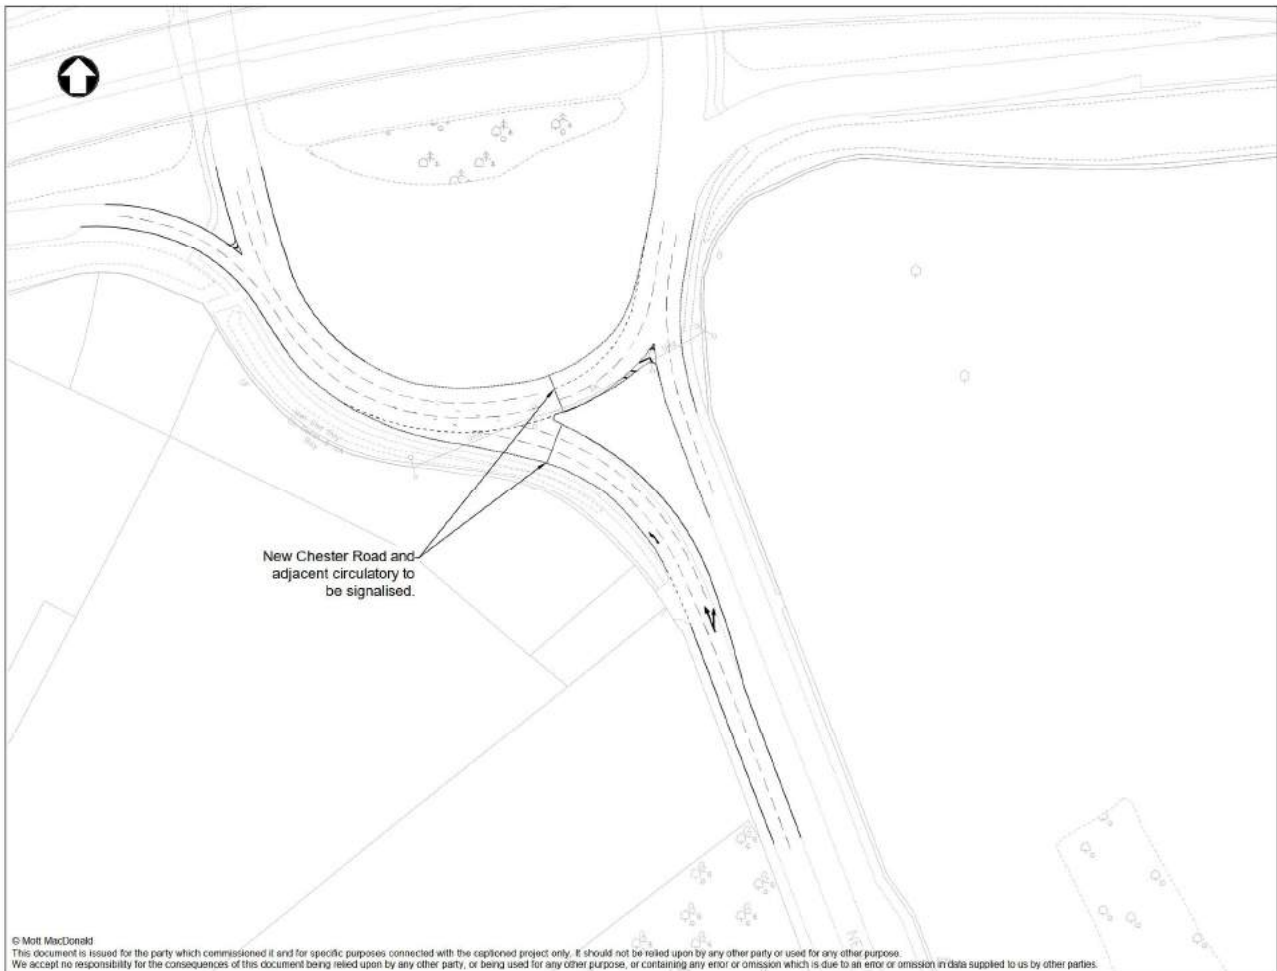 New Chester Road and
adjacent circulatory to
be signalised.
© Mott MacDonald
This document is issued for the party which commissioned it and for specific purposes connected with the captioned project only. It should not be relied upon by any other party or used for any other purpose.
We accept no responsibility for the consequences of this document being relied upon by any other party, or being used for any other purpose, or containing any error or omission which is due to an error or omission in data supplied to us by other parties.